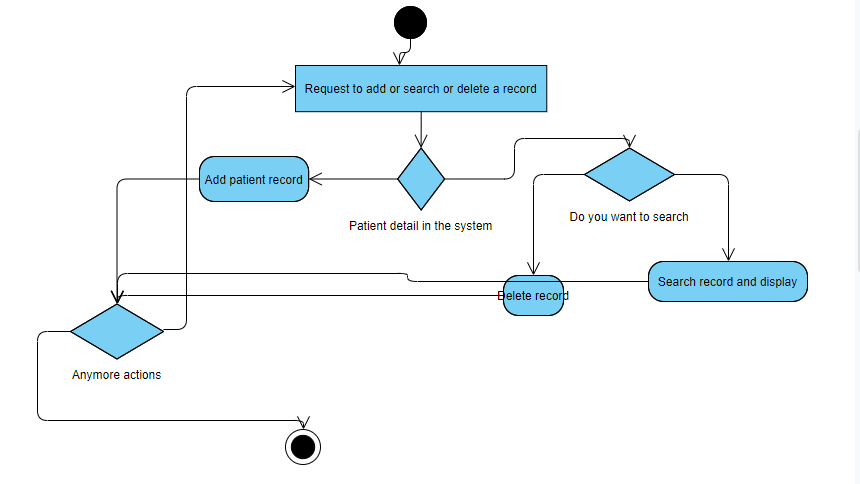 Request to add or search or delete a record
Add patient record
Patient detail in the system
Do you want to search
Delete record
Search record and display
Anymore actions